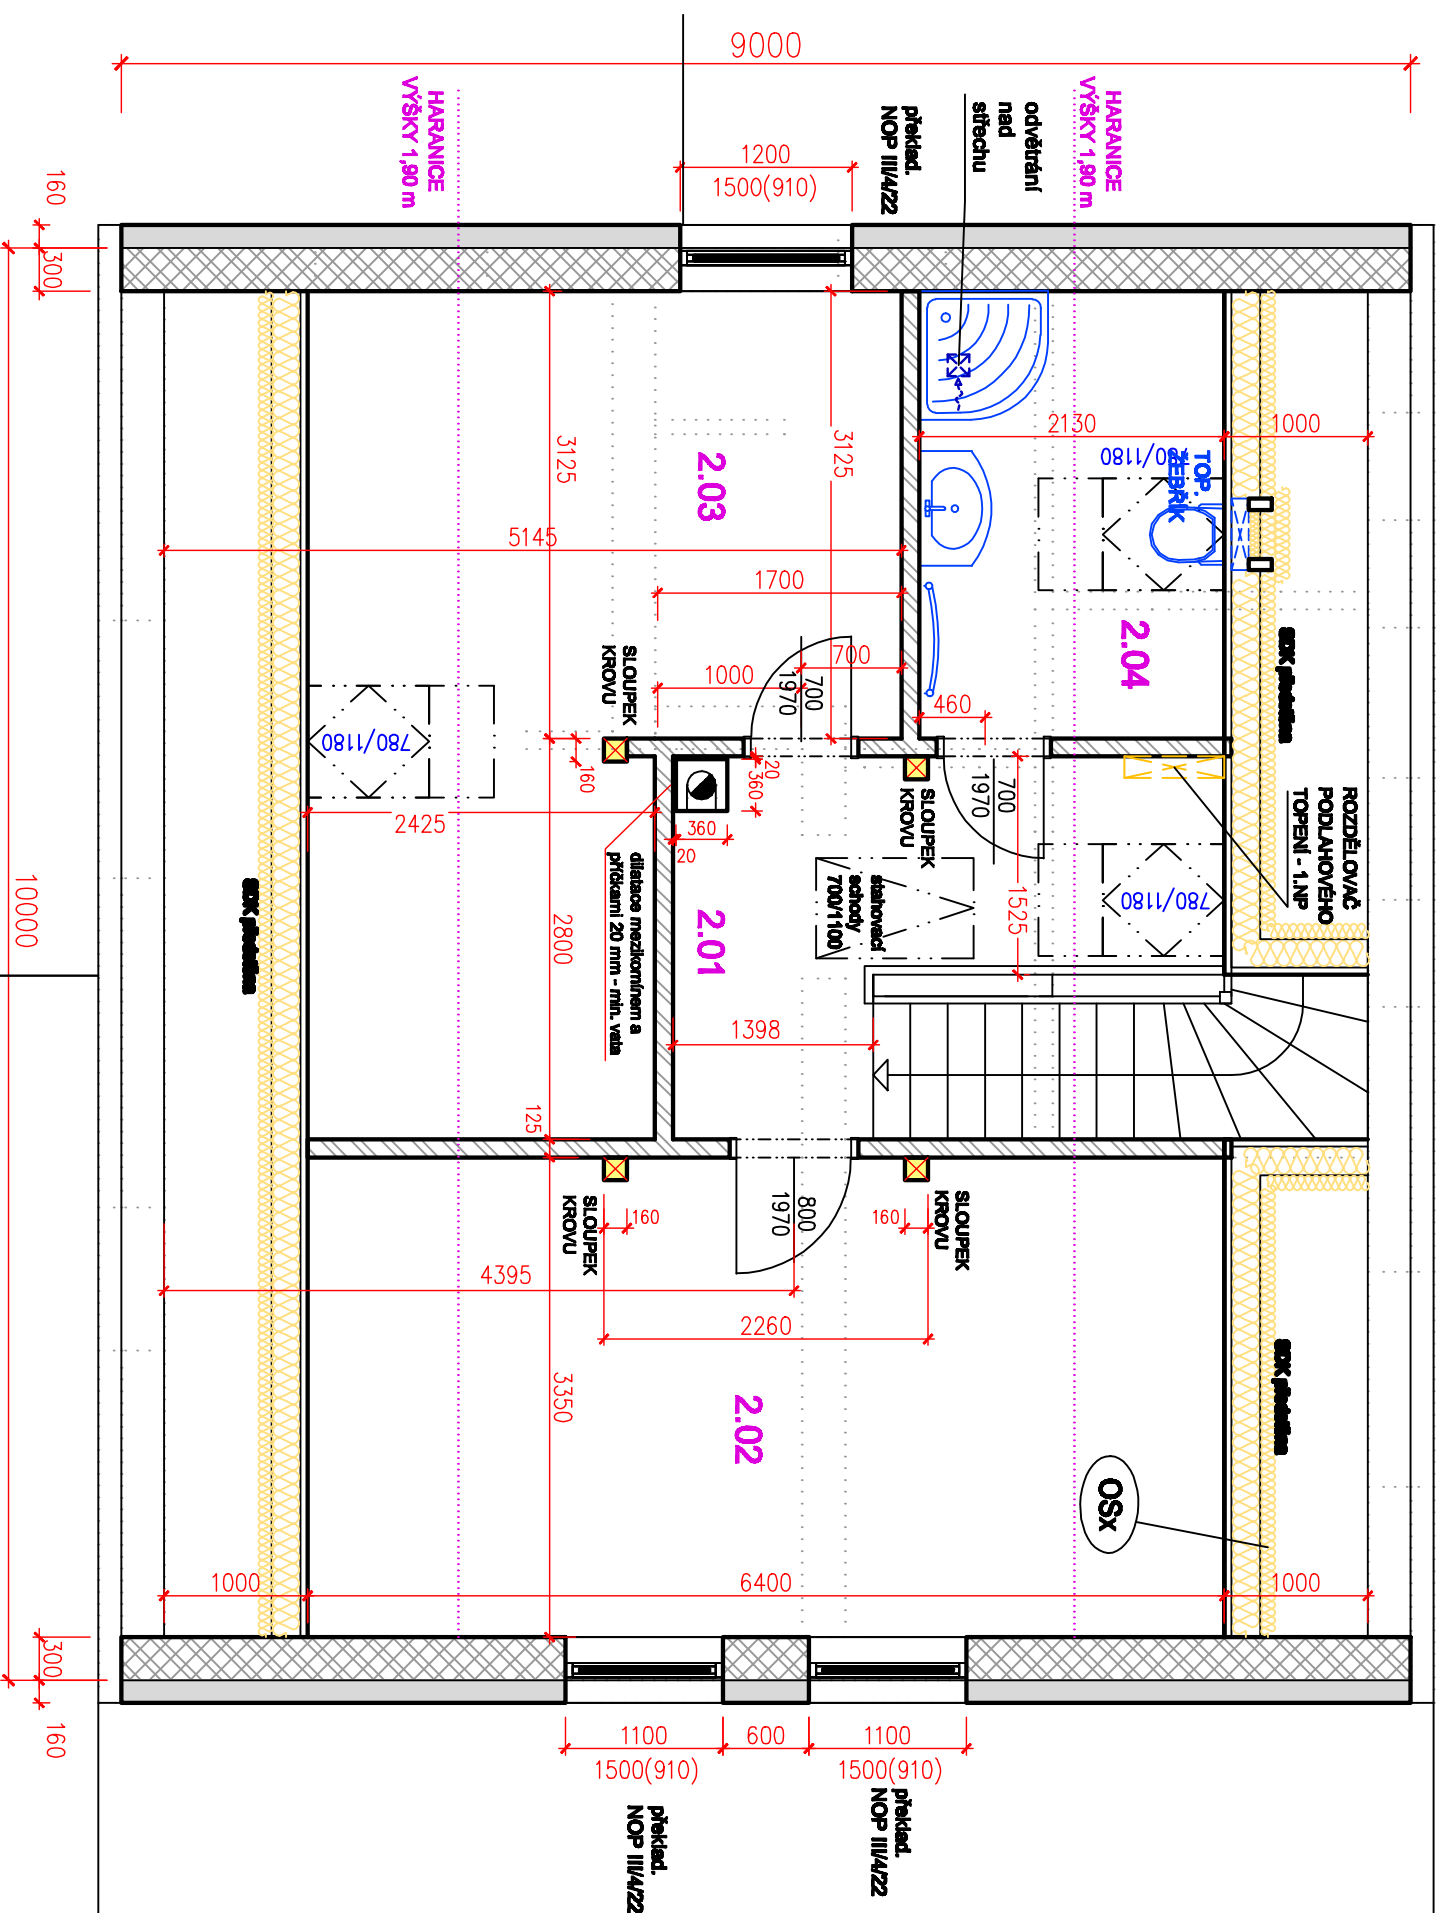 9000
HARANICE
VÝŠKY 1,90 m
HARANICE
VÝŠKY 1,90 m
odvětrání
nad
střechu
překlad.
NOP III/4/22
1200
1500(910)
160
300
3125
3125
2.03
5145
1700
700
1000
700
1970
SLOUPEK
KROVU
160
780/1180
2425
2130
1000
TOP.
ŽEBŘÍK
2.04
460
SDK předstěna
ROZDĚLOVAČ
PODLAHOVÉHO
TOPENÍ - 1.NP
700
1970
SLOUPEK
KROVU
780/1180
1525
20
360
360
20
stahovací
schody
700/1100
2.01
dilatace mezikomínem a
příčkami 20 mm - min. vata
2800
1398
SDK předstěna
10000
125
800
1970
SLOUPEK
KROVU
160
SLOUPEK
KROVU
160
4395
2260
3350
2.02
SDK předstěna
OSx
1000
6400
1000
300
160
1100
1500(910)
600
1100
1500(910)
překlad.
NOP III/4/22
překlad.
NOP III/4/22